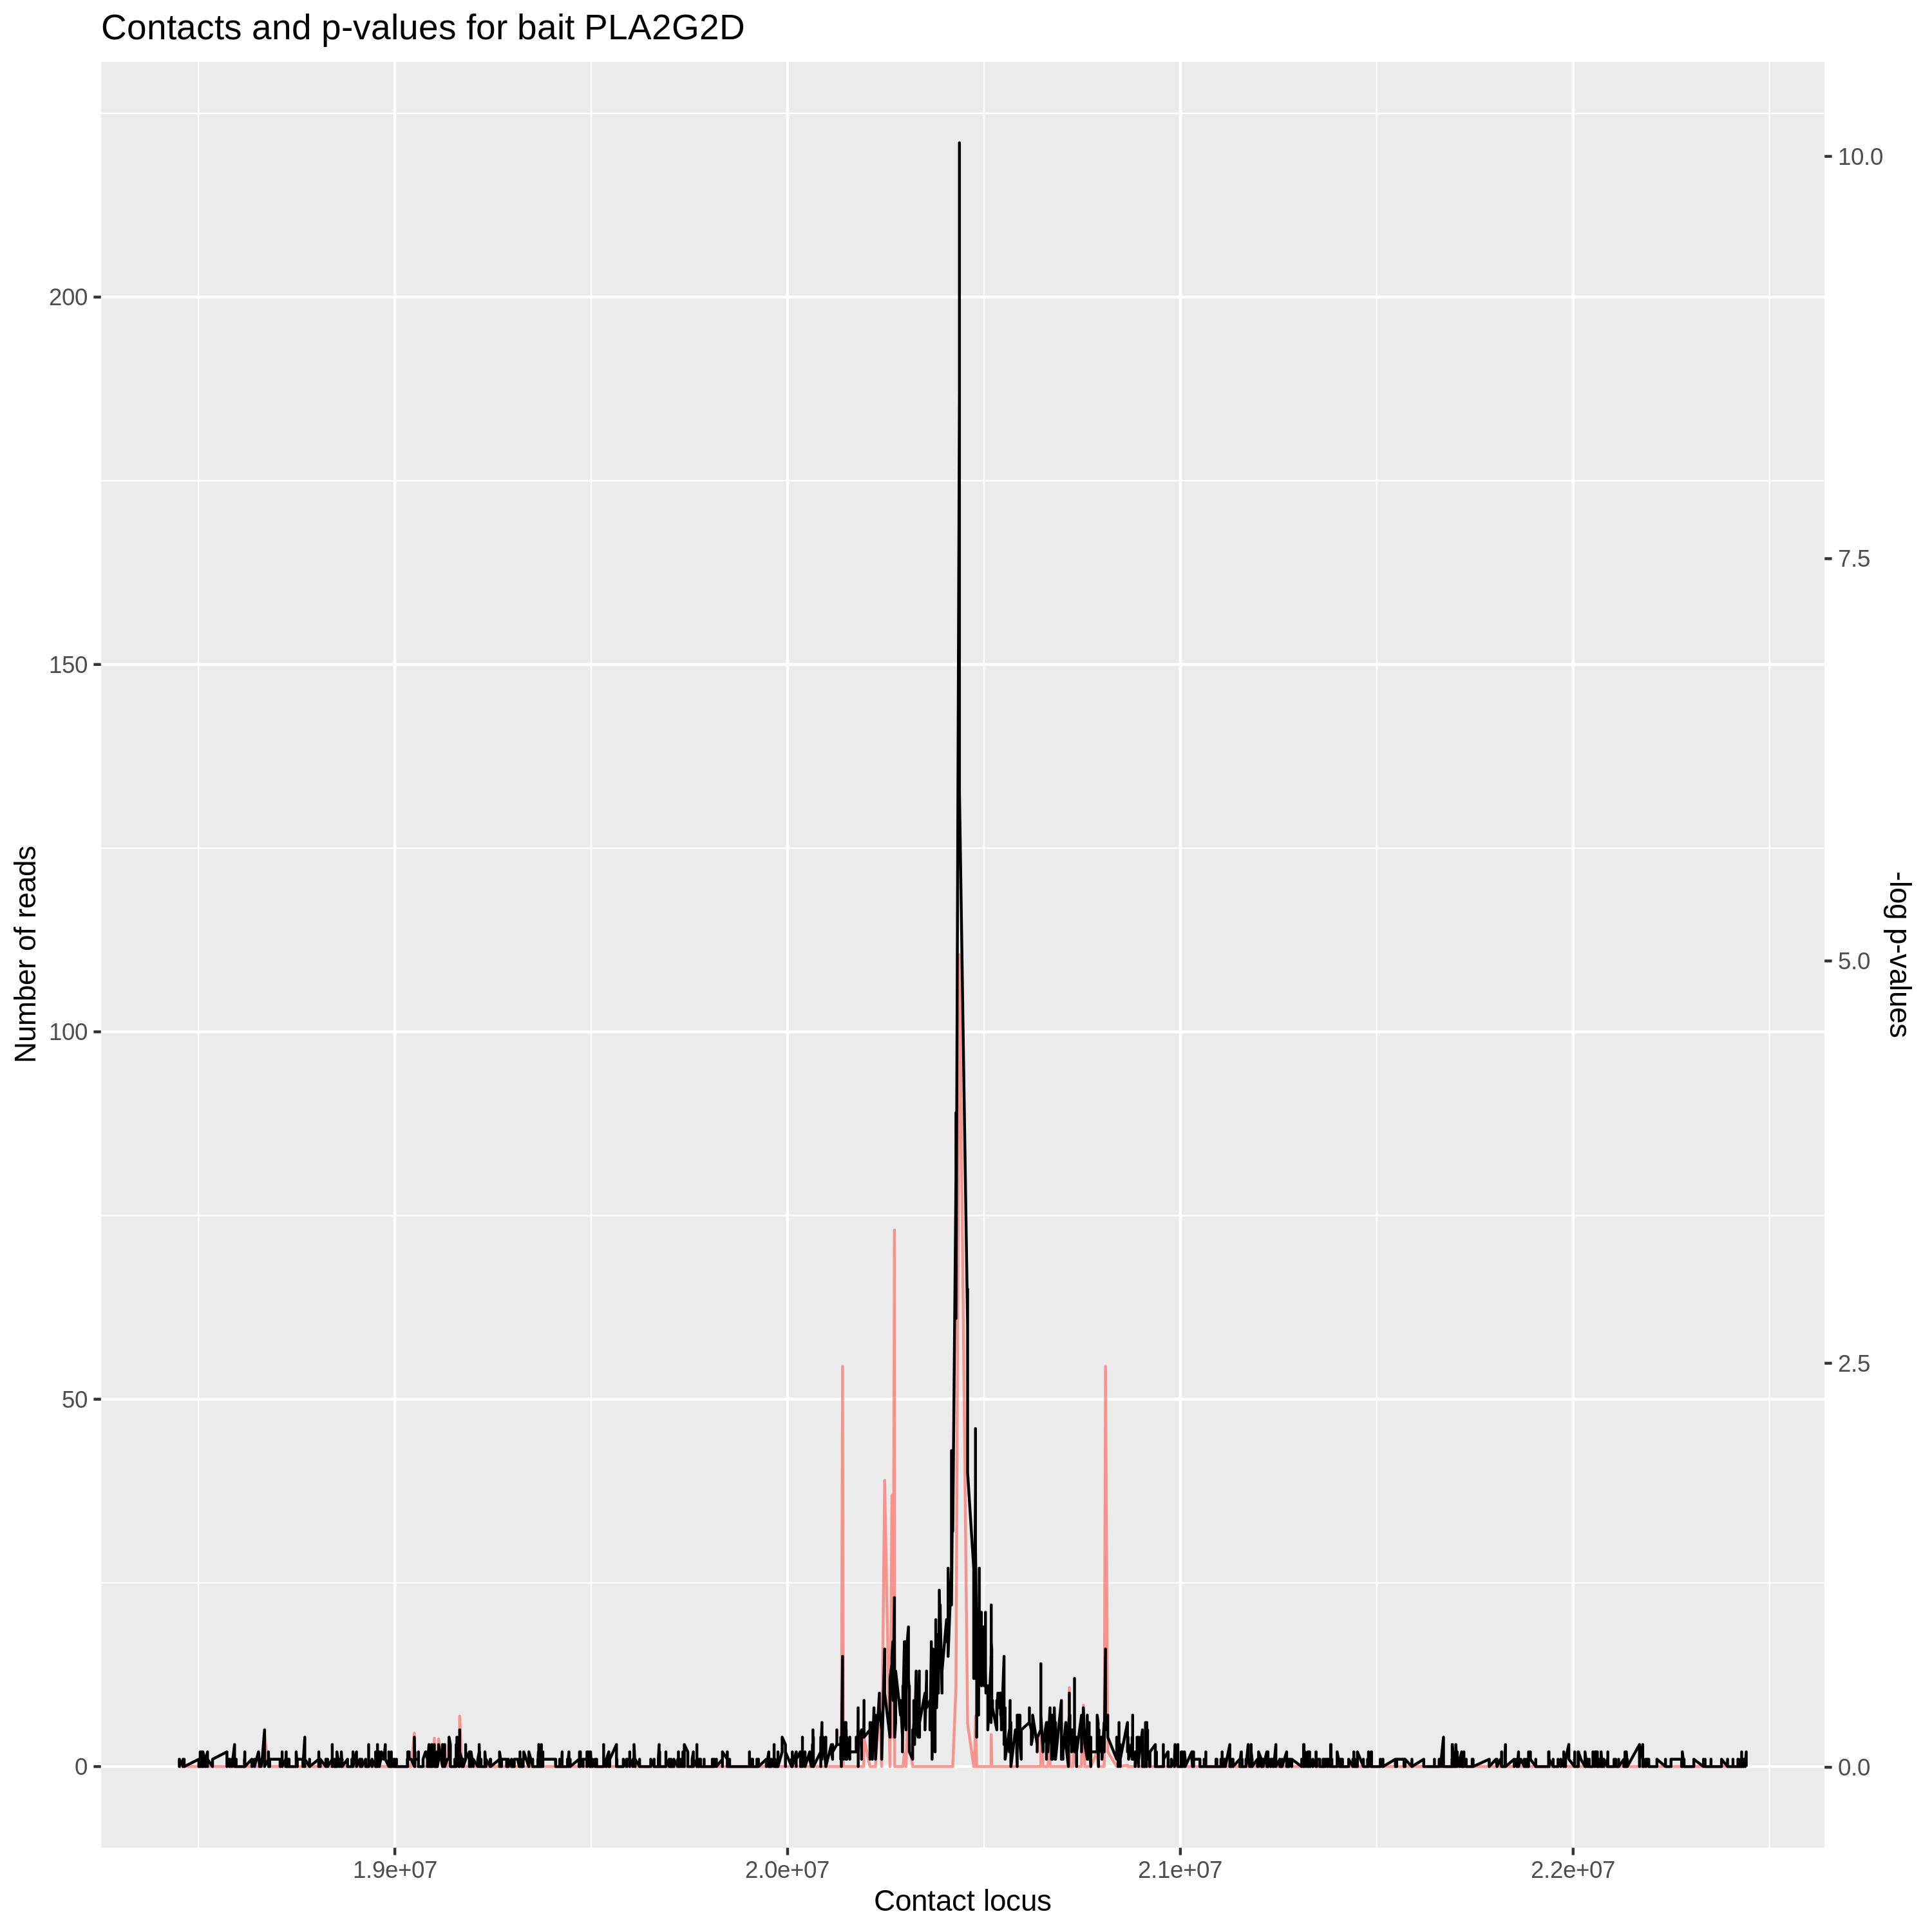 Contacts and p-values for bait PLA2G2D
Number of reads
200
150
100
50
0
10.0
7.5
5.0
2.5
0.0
-log p-values
1.9e+07
2.0e+07
2.1e+07
2.2e+07
Contact locus